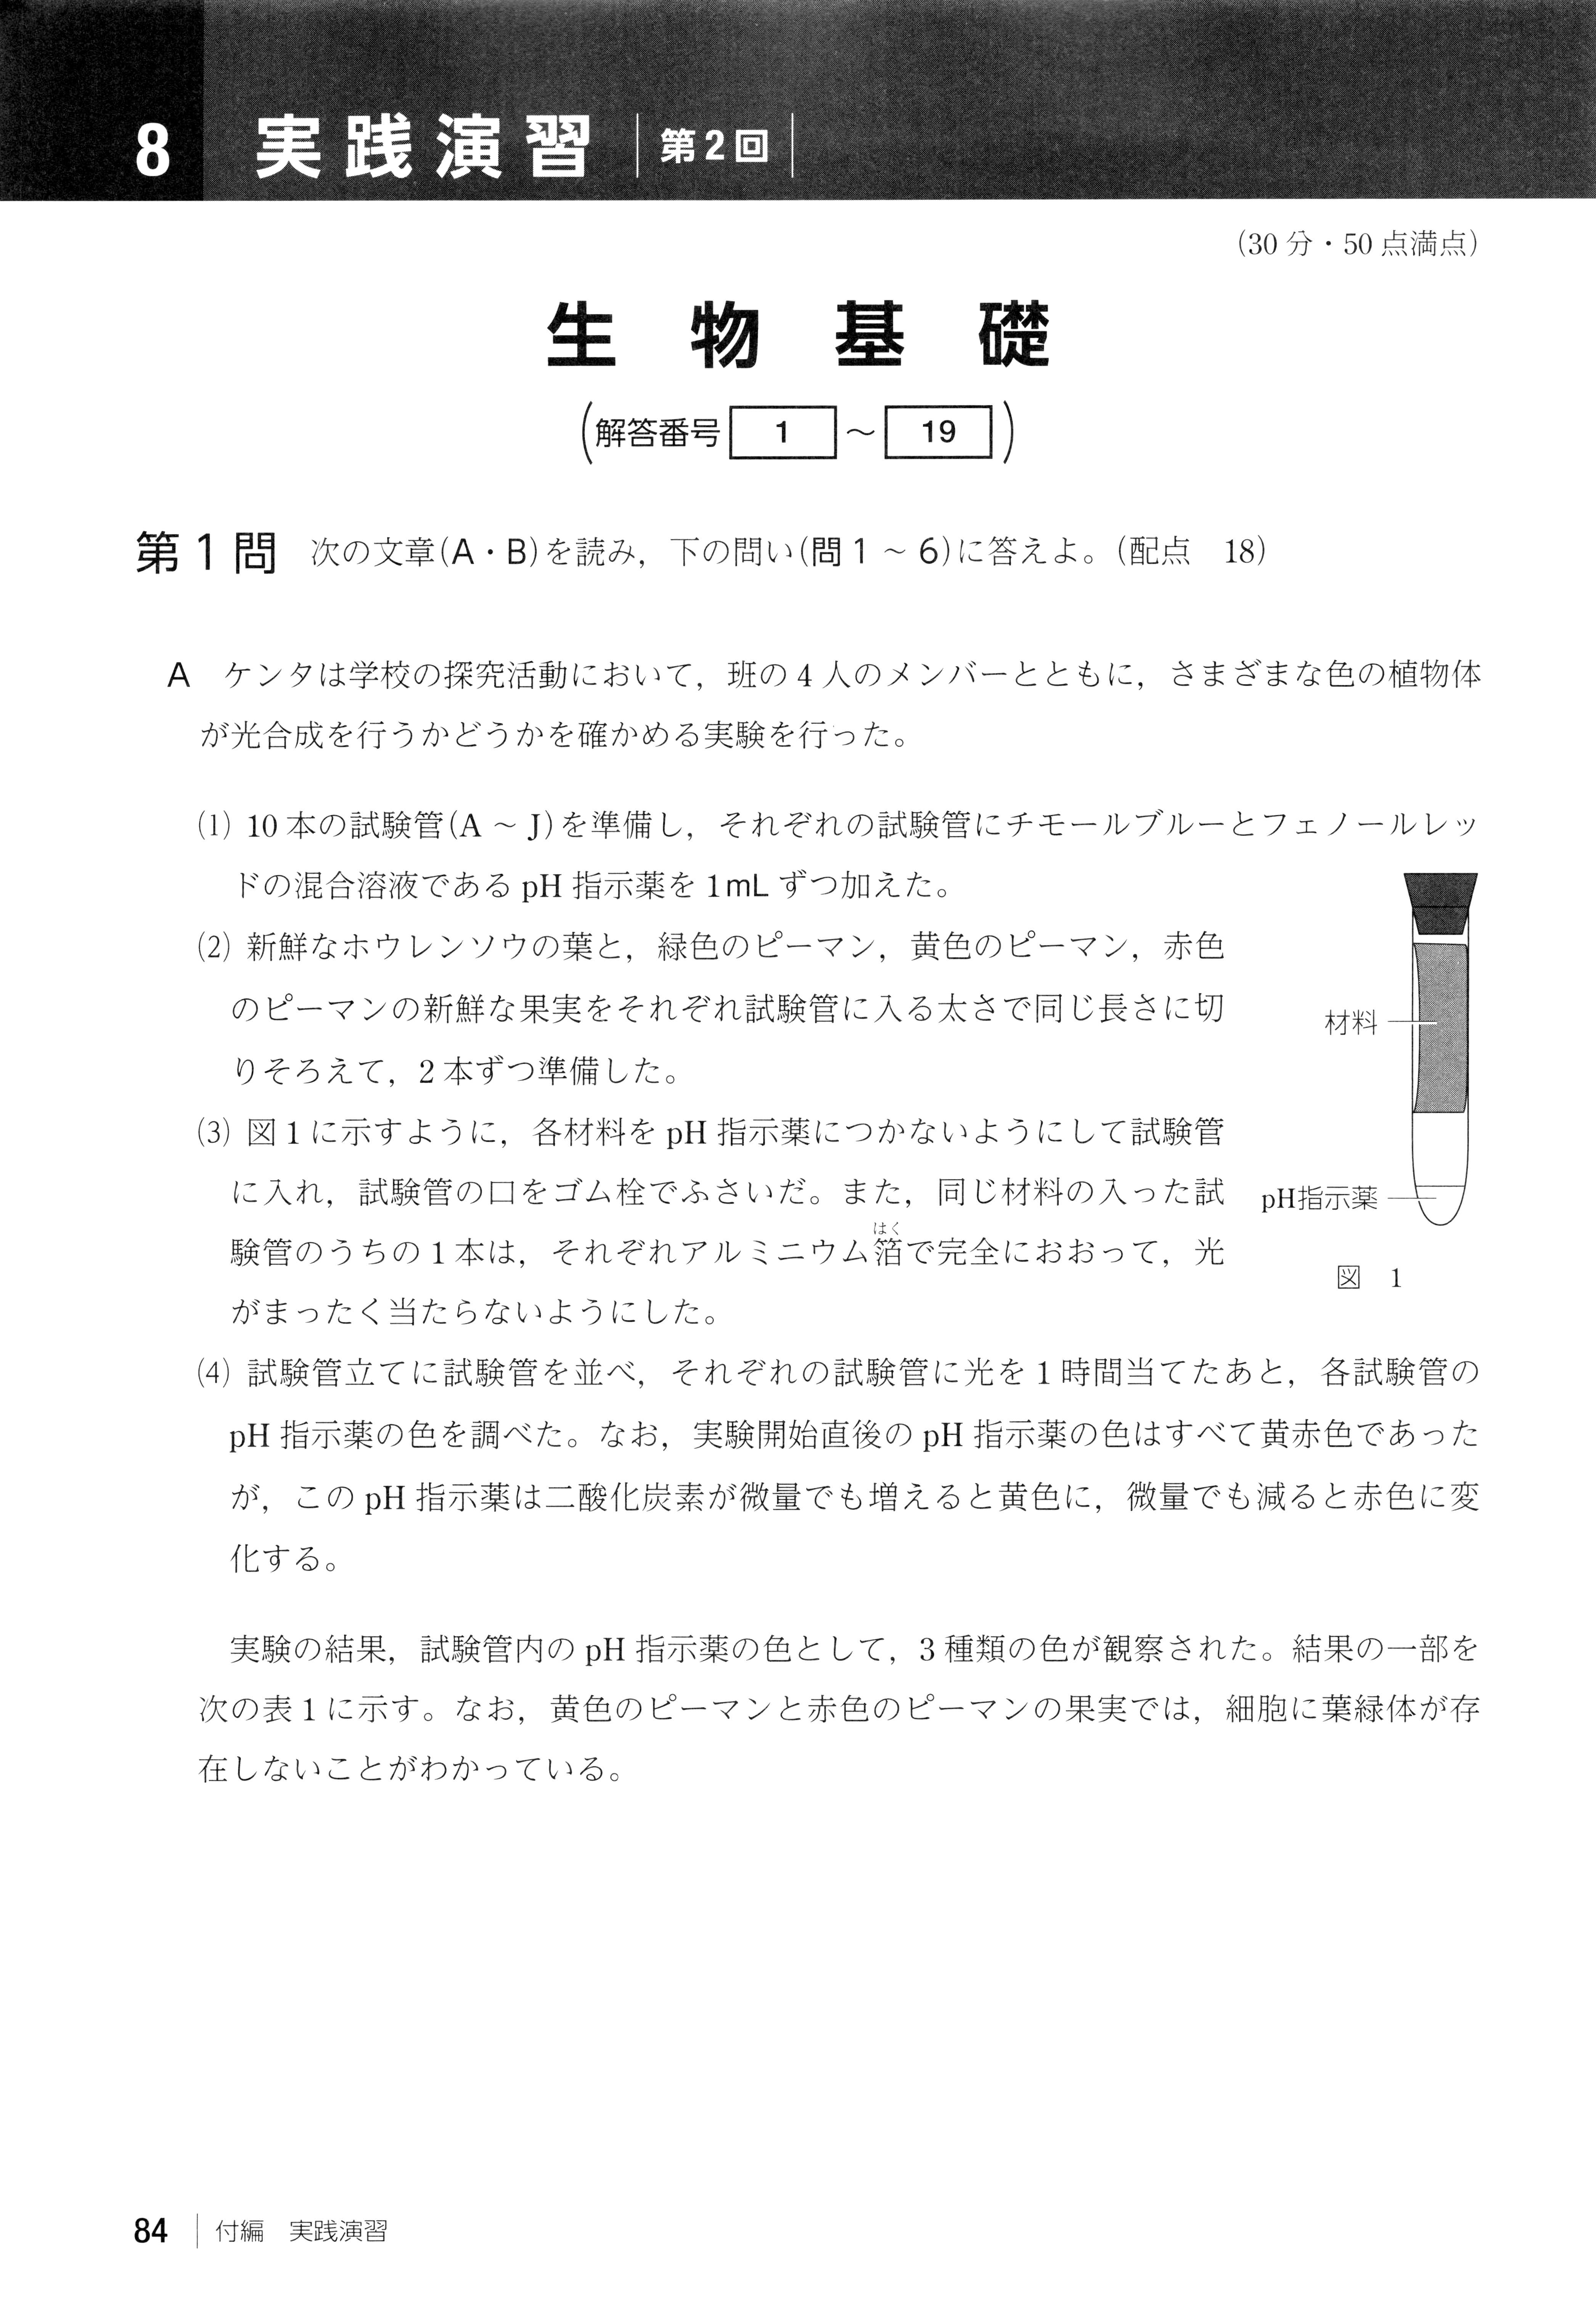 8 実践演習 第2回
(30分・50点満点)
生物基礎
(解答番号 1 ～ 19)
第1問 次の文章(A・B)を読み，下の問い(問1～6)に答えよ。(配点 18)
A ケンタは学校の探究活動において，班の4人のメンバーとともに，さまざまな色の植物体
が光合成を行うかどうかを確かめる実験を行った。
(1) 10本の試験管(A～J)を準備し，それぞれの試験管にチモールブルーとフェノールレッ
ドの混合溶液であるpH指示薬を1mLずつ加えた。
(2) 新鮮なホウレンソウの葉と，緑色のピーマン，黄色のピーマン，赤色
のピーマンの新鮮な果実をそれぞれ試験管に入る太さで同じ長さに切
りそろえて，2本ずつ準備した。
(3) 図1に示すように，各材料をpH指示薬につかないようにして試験管
に入れ，試験管の口をゴム栓でふさいだ。また，同じ材料の入った試
はく
験管のうちの1本は，それぞれアルミニウム箔で完全におおって，光
がまったく当たらないようにした。
材料
pH指示薬
図 1
(4) 試験管立てに試験管を並べ，それぞれの試験管に光を1時間当てたあと，各試験管の
pH指示薬の色を調べた。なお，実験開始直後のpH指示薬の色はすべて黄赤色であった
が，このpH指示薬は二酸化炭素が微量でも増えると黄色に，微量でも減ると赤色に変
化する。
実験の結果，試験管内のpH指示薬の色として，3種類の色が観察された。結果の一部を
次の表1に示す。なお，黄色のピーマンと赤色のピーマンの果実では，細胞に葉緑体が存
在しないことがわかっている。
84 付編 実践演習